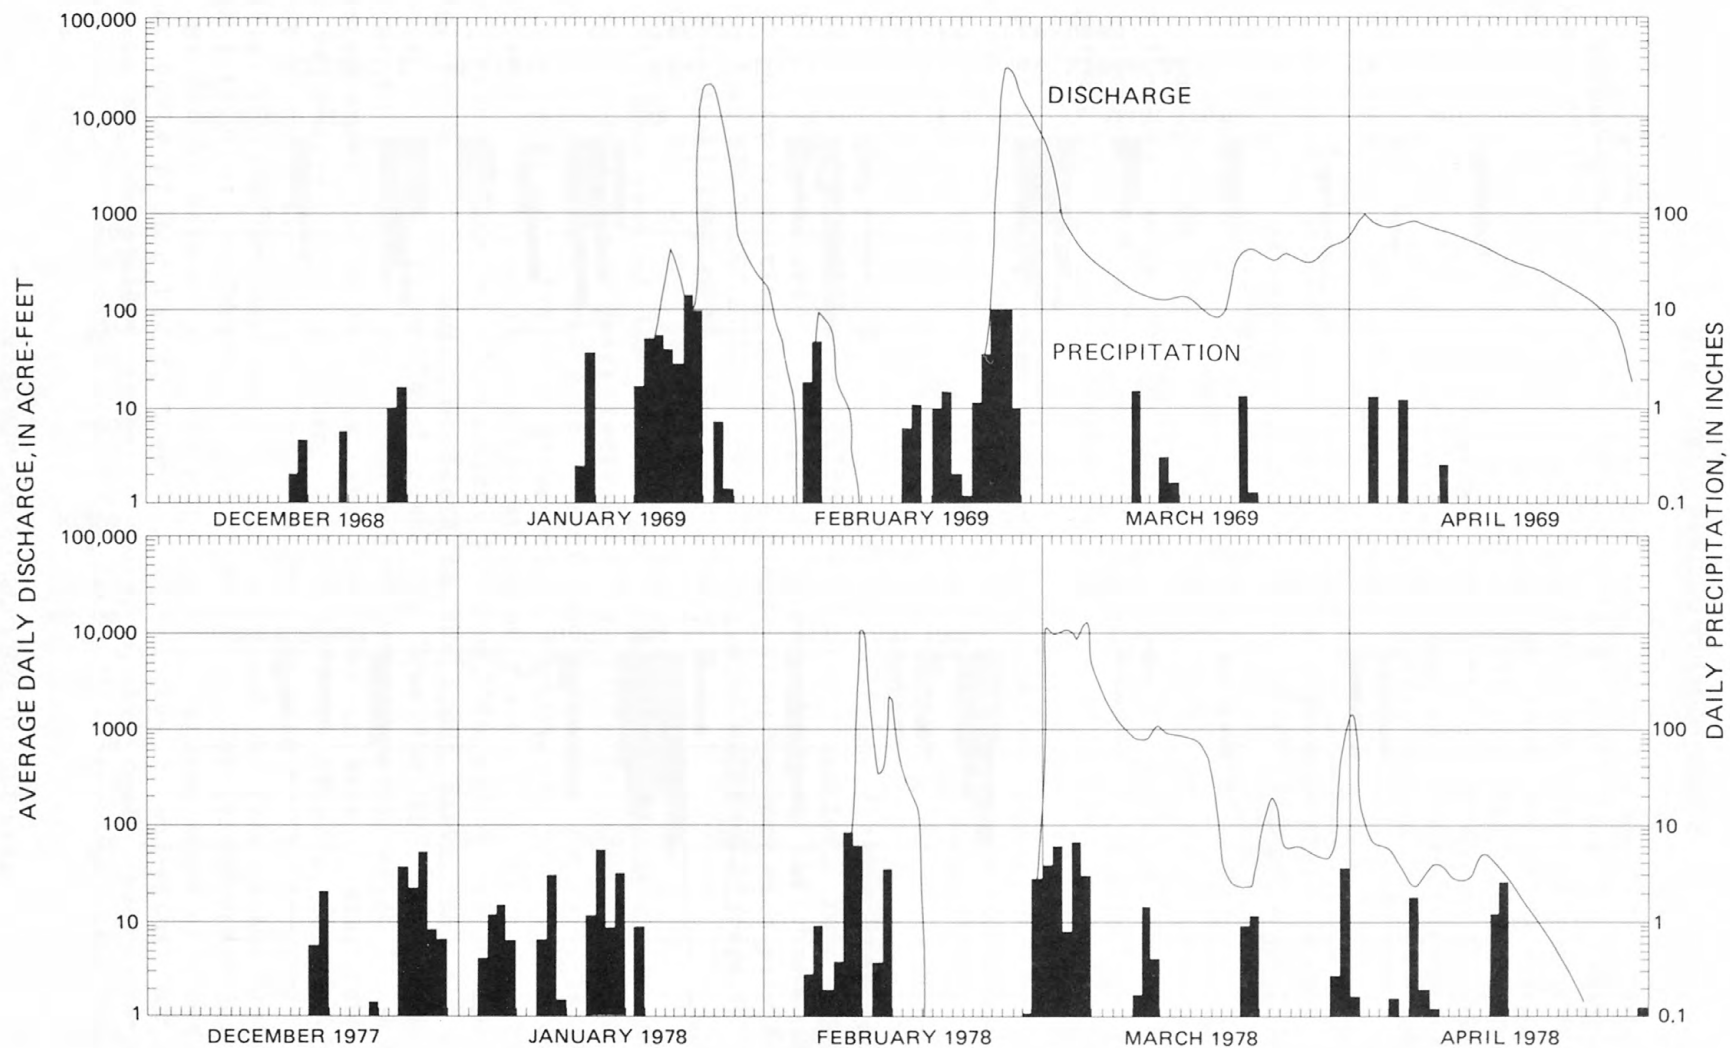 100,000
10,000
1000
100
10
1
100
10
1
0.1
DISCHARGE
PRECIPITATION
DECEMBER 1968
JANUARY 1969
FEBRUARY 1969
MARCH 1969
APRIL 1969
AVERAGE DAILY DISCHARGE, IN ACRE-FEET
DAILY PRECIPITATION, IN INCHES
100,000
10,000
1000
100
10
1
100
10
1
0.1
DECEMBER 1977
JANUARY 1978
FEBRUARY 1978
MARCH 1978
APRIL 1978